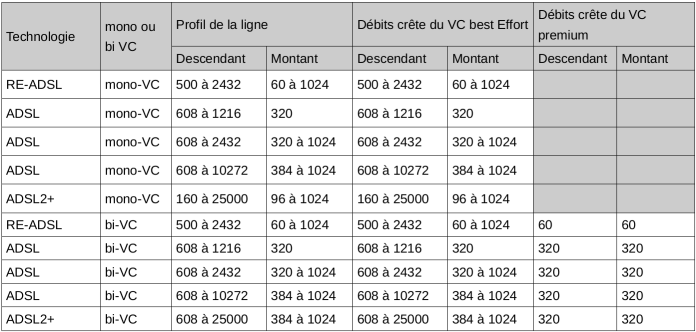 Technologie mono ou bi VC Profil de la ligne Débits crête du VC best Effort Débits crête du VC premium
Descendant Montant Descendant Montant Descendant Montant
RE-ADSL mono-VC 500 à 2432 60 à 1024 500 à 2432 60 à 1024
ADSL mono-VC 608 à 1216 320 608 à 1216 320
ADSL mono-VC 608 à 2432 320 à 1024 608 à 2432 320 à 1024
ADSL mono-VC 608 à 10272 384 à 1024 608 à 10272 384 à 1024
ADSL2+ mono-VC 160 à 25000 96 à 1024 160 à 25000 96 à 1024
RE-ADSL bi-VC 500 à 2432 60 à 1024 500 à 2432 60 à 1024 60 60
ADSL bi-VC 608 à 1216 320 608 à 1216 320 320 320
ADSL bi-VC 608 à 2432 320 à 1024 608 à 2432 320 à 1024 320 320
ADSL bi-VC 608 à 10272 384 à 1024 608 à 10272 384 à 1024 320 320
ADSL2+ bi-VC 608 à 25000 384 à 1024 608 à 25000 384 à 1024 320 320